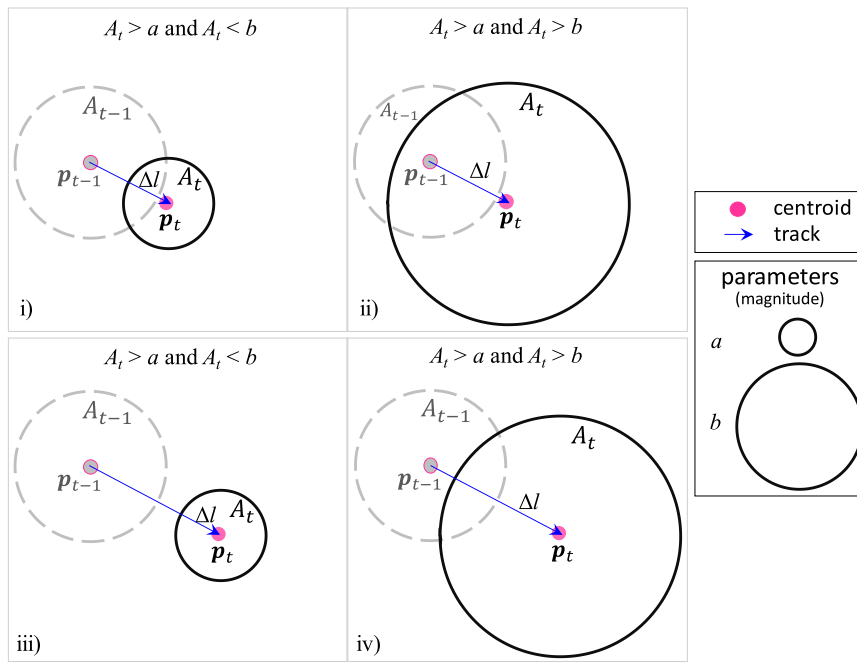 A_t > a and A_t < b
A_{t−1}
Δl
A_t
p_{t−1}
p_t
i)
A_t > a and A_t > b
A_{t−1}
A_t
Δl
p_{t−1}
p_t
ii)
A_t > a and A_t < b
A_{t−1}
p_{t−1}
Δl
A_t
p_t
iii)
A_t > a and A_t > b
A_{t−1}
A_t
p_{t−1}
Δl
p_t
iv)
centroid
track
parameters
(magnitude)
a
b